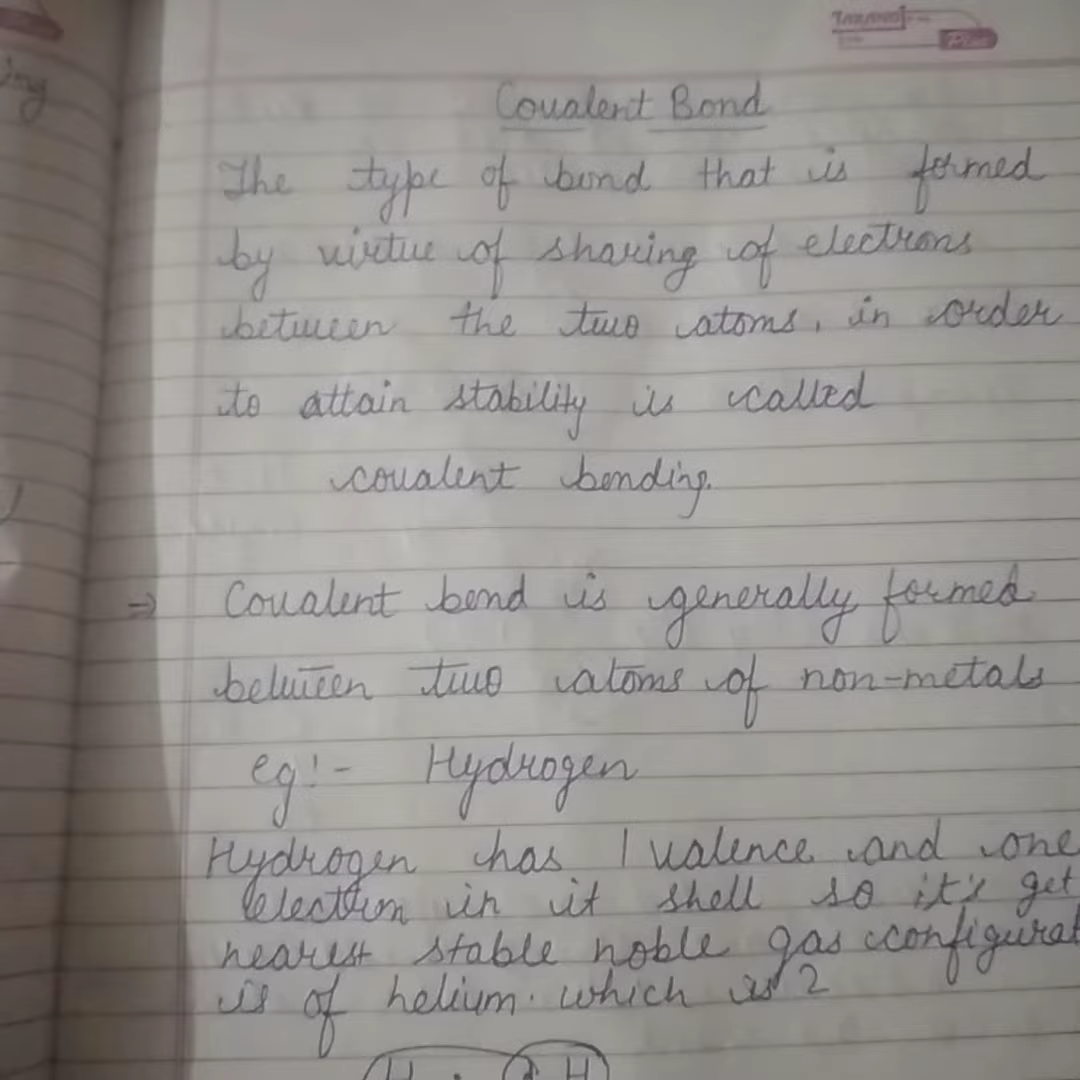 ing
Covalent Bond
The type of bond that is formed
by virtue of sharing of electrons
between the two atoms, in order
to attain stability is called
covalent bonding.
⇒ Covalent bond is generally formed
between two atoms of non-metals
eg:- Hydrogen
Hydrogen has 1 valence and one
electron in it shell so it's get
nearest stable noble gas configurat
is of helium. which is 2
H . H